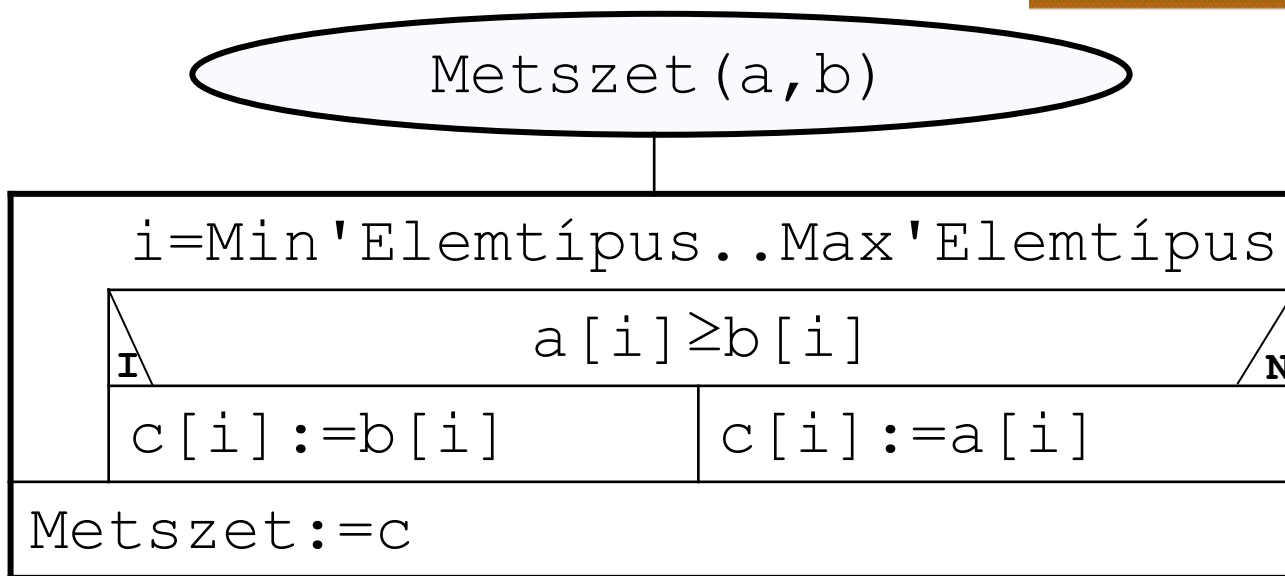 Metszet(a,b)
i=Min'Elemtípus..Max'Elemtípus
a[i]≥b[i]
I N
c[i]:=b[i] c[i]:=a[i]
Metszet:=c